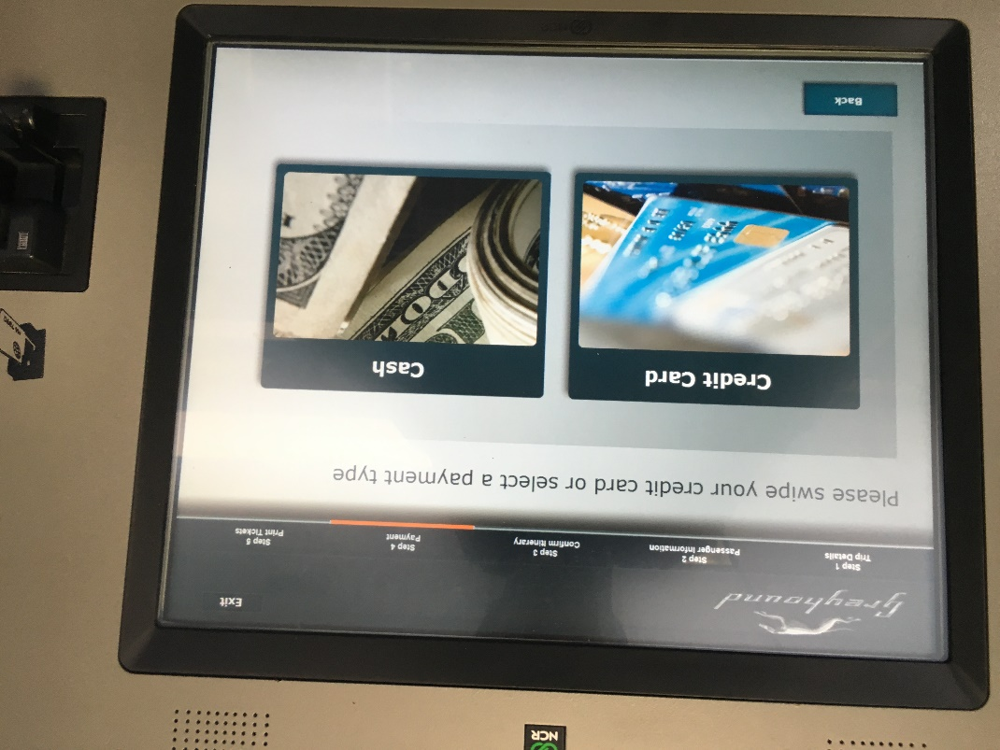 NCR
Greyhound
Exit
Step 1
Trip Details
Step 2
Passenger Information
Step 3
Confirm Itinerary
Step 4
Payment
Step 5
Print Tickets
Please swipe your credit card or select a payment type
Credit Card
Cash
Back